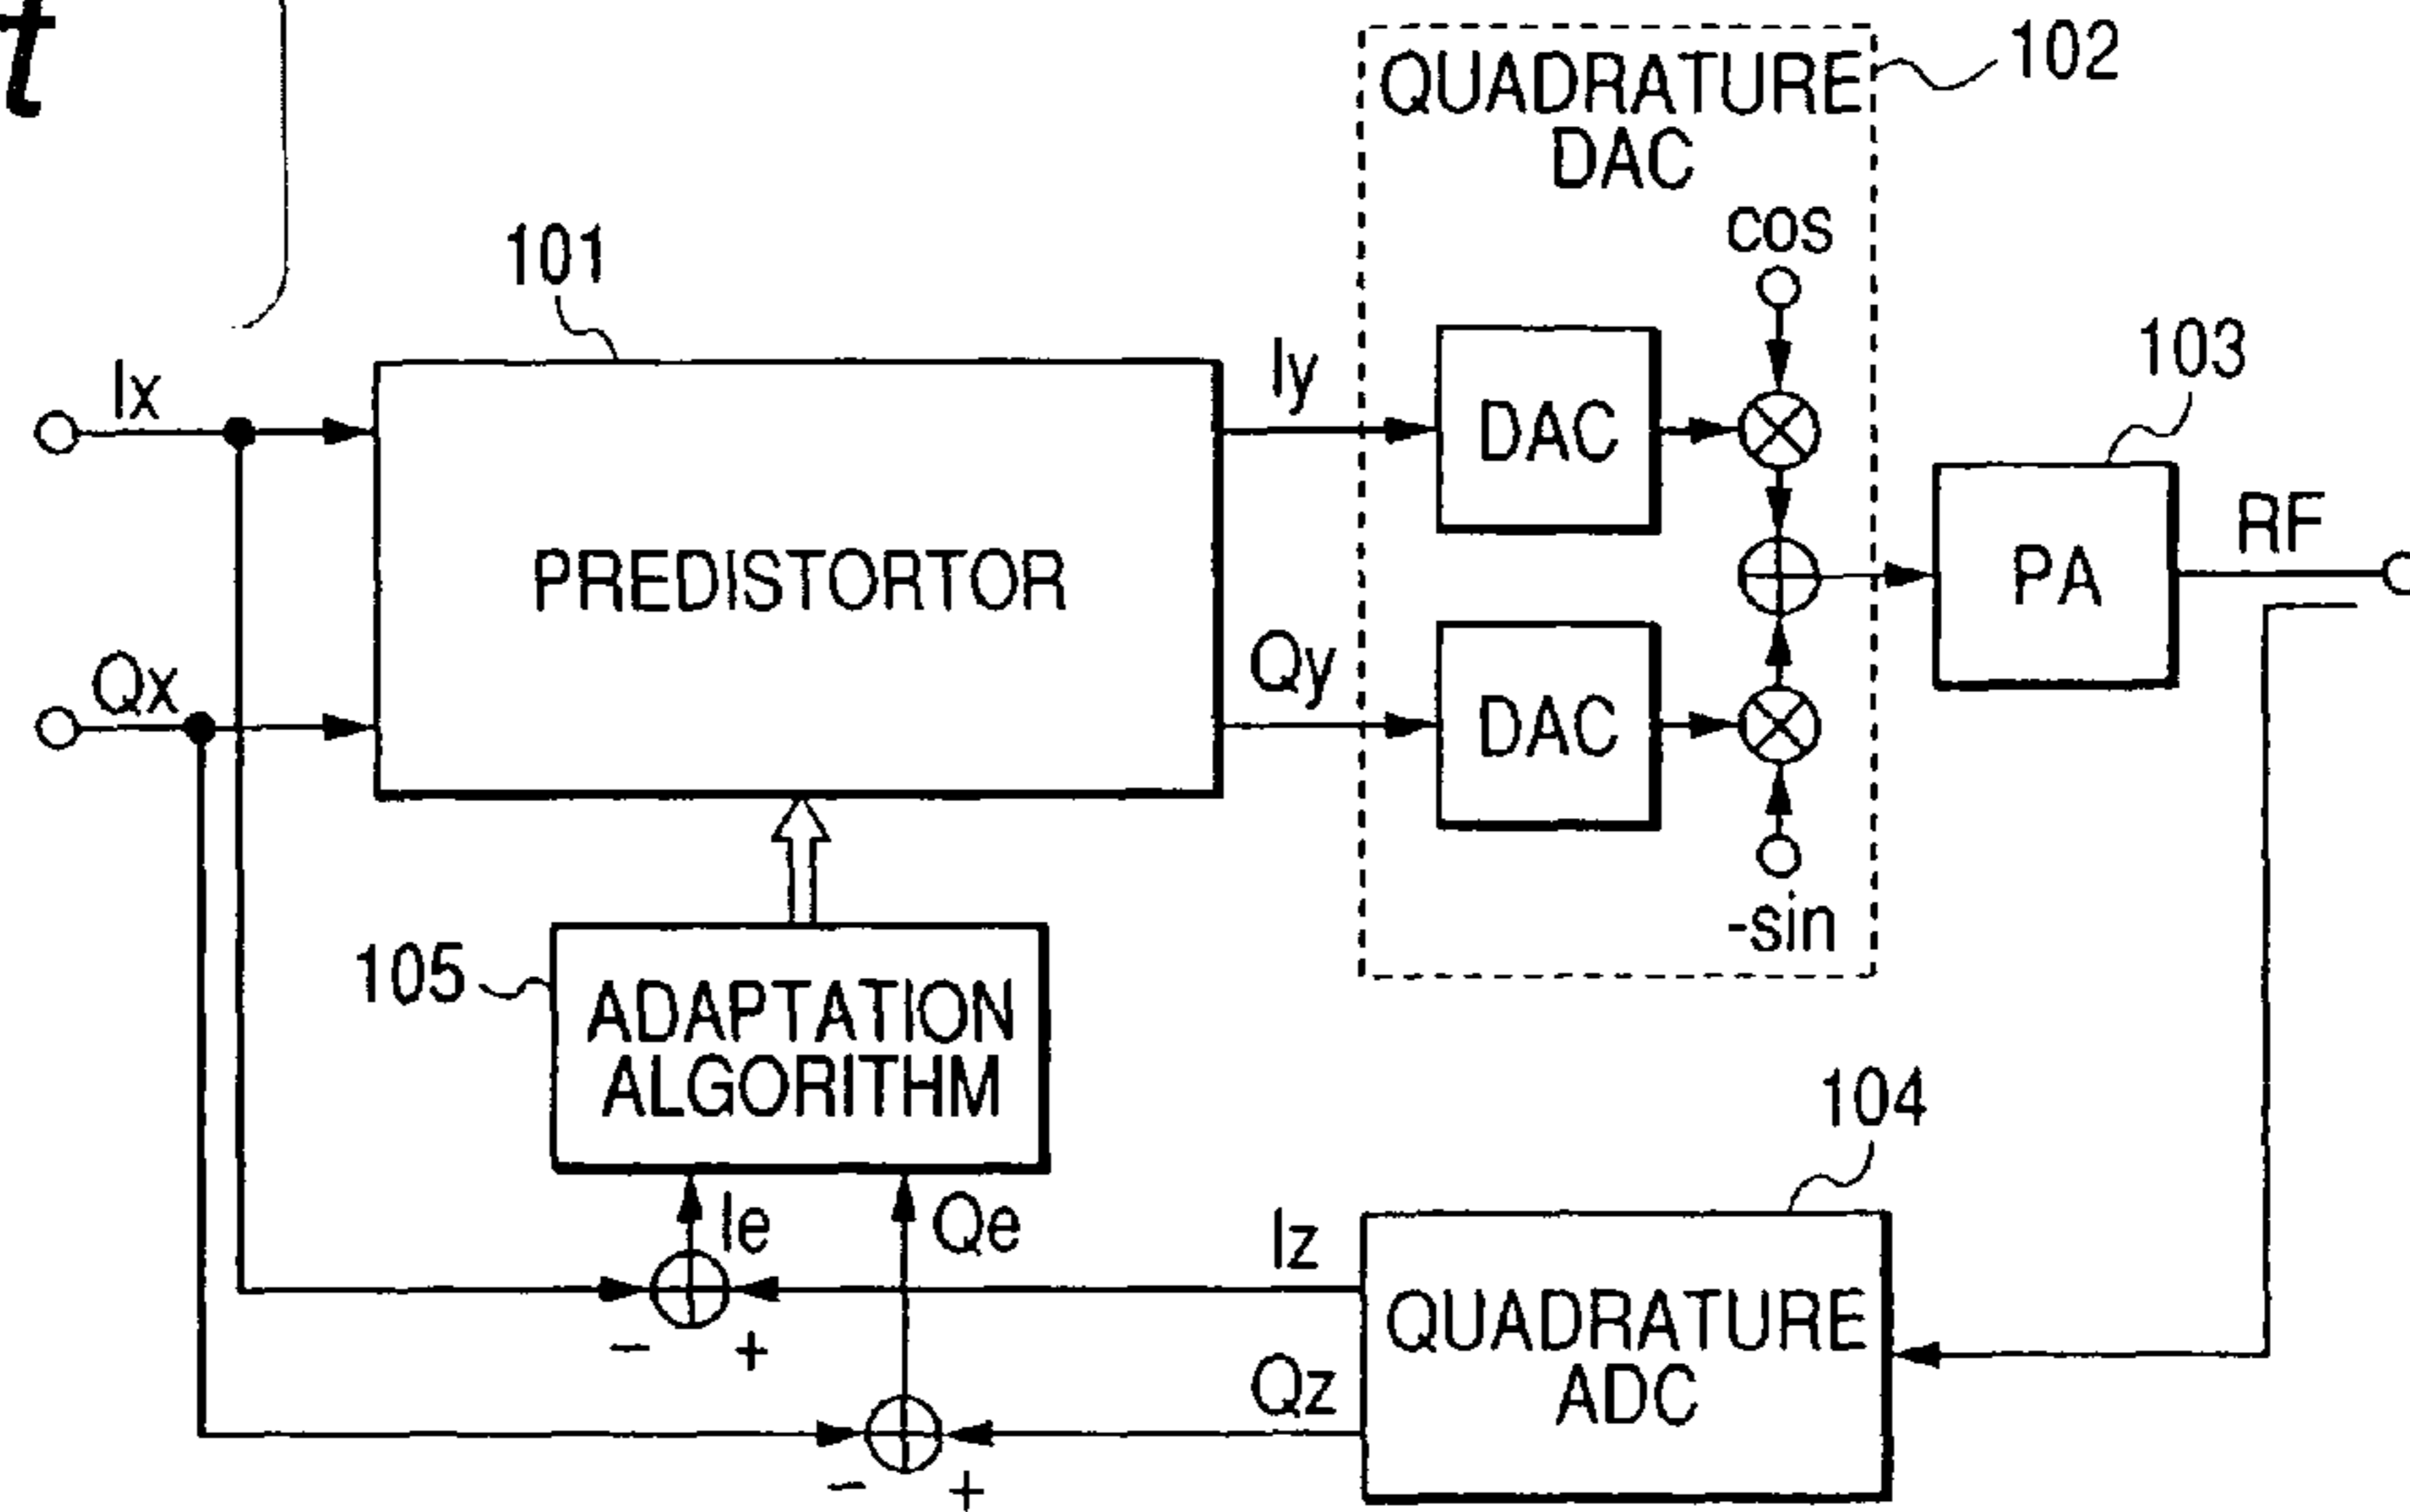 t
QUADRATURE
DAC
102
cos
101
103
Ix
Iy
DAC
RF
PREDISTORTOR
PA
Qx
Qy
DAC
-sin
105
ADAPTATION
ALGORITHM
104
Ie
Qe
Iz
QUADRATURE
ADC
- +
Qz
- +